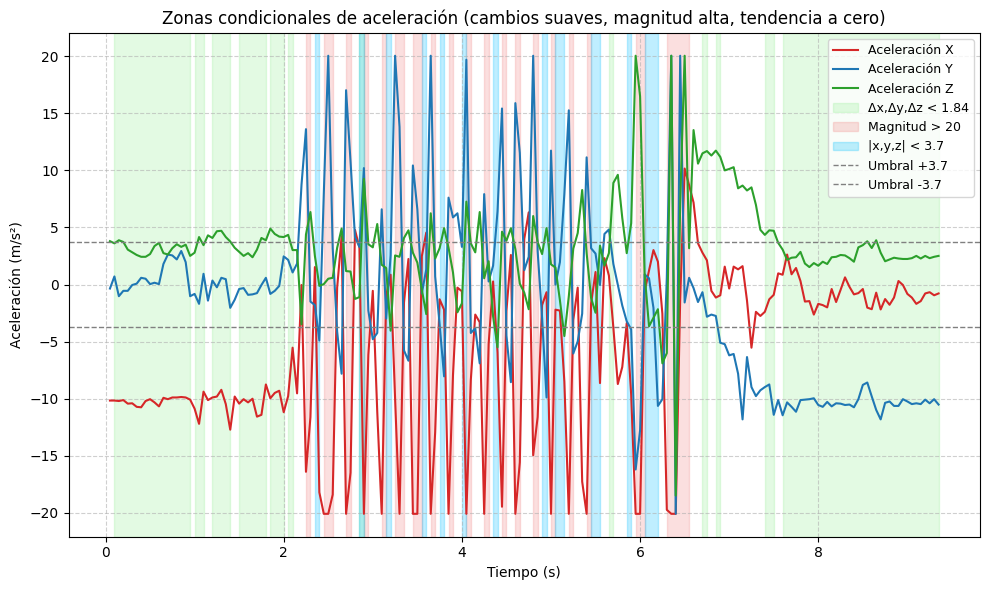 Zonas condicionales de aceleración (cambios suaves, magnitud alta, tendencia a cero)
Aceleración X
Aceleración Y
Aceleración Z
Δx,Δy,Δz < 1.84
Magnitud > 20
|x,y,z| < 3.7
Umbral +3.7
Umbral -3.7
Aceleración (m/s²)
20
15
10
5
0
−5
−10
−15
−20
0 2 4 6 8
Tiempo (s)